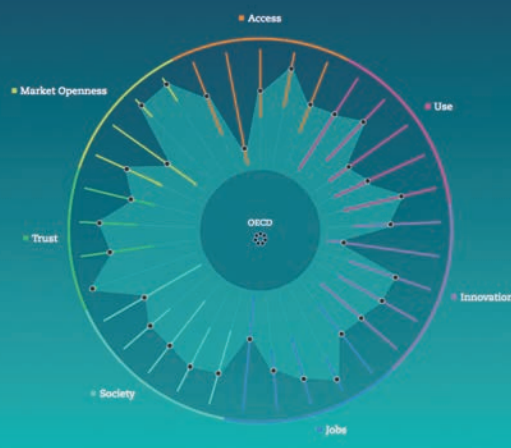 Access
Market Openness
Use
OECD
Trust
Innovation
Society
Jobs